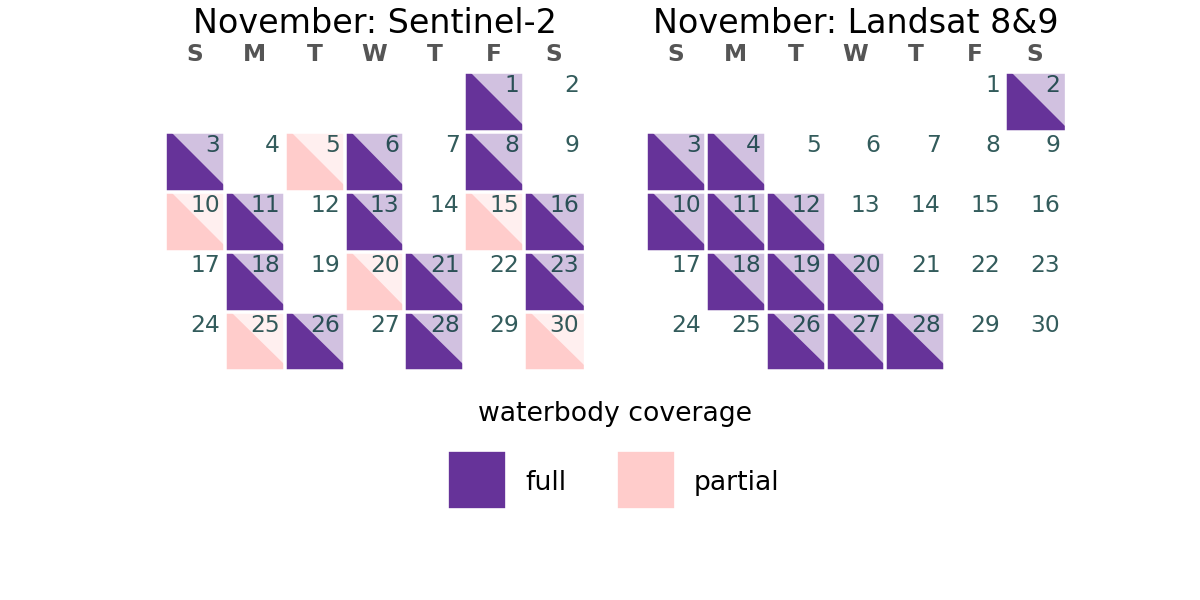 November: Sentinel-2
S M T W T F S
1 2
3 4 5 6 7 8 9
10 11 12 13 14 15 16
17 18 19 20 21 22 23
24 25 26 27 28 29 30
November: Landsat 8&9
S M T W T F S
1 2
3 4 5 6 7 8 9
10 11 12 13 14 15 16
17 18 19 20 21 22 23
24 25 26 27 28 29 30
waterbody coverage
full
partial